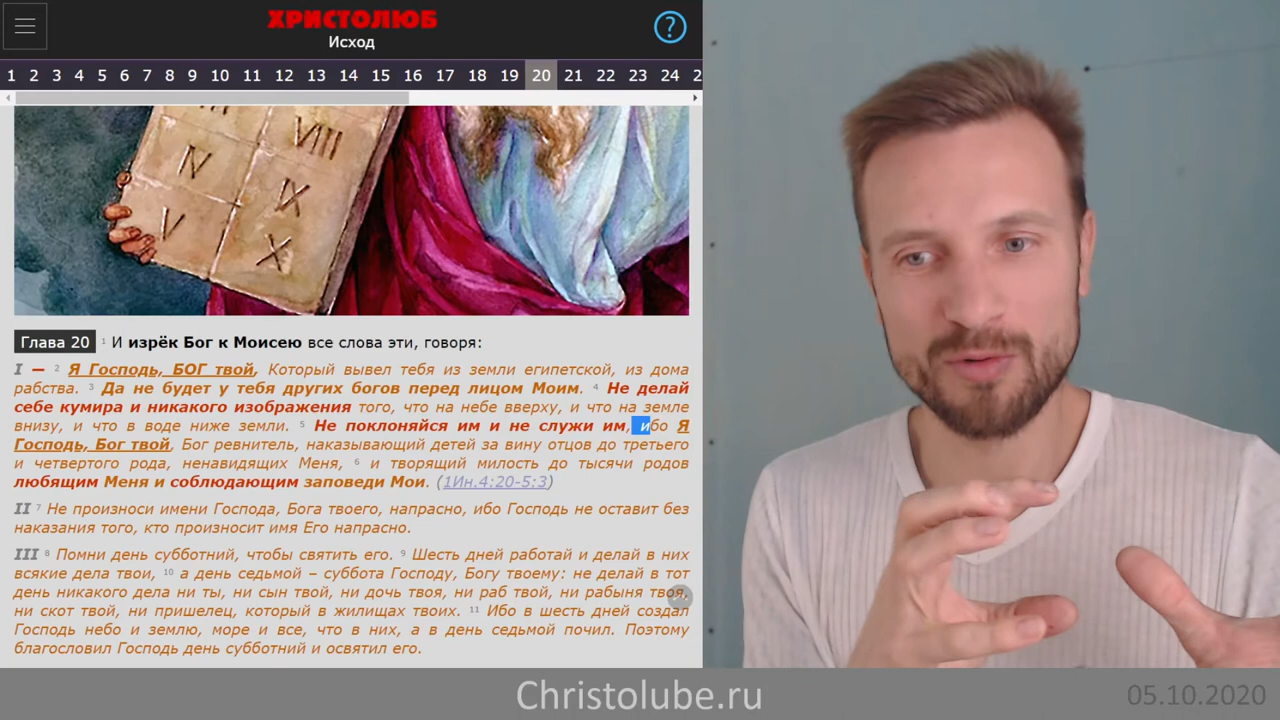 ХРИСТОЛЮБ
Исход
?
1 2 3 4 5 6 7 8 9 10 11 12 13 14 15 16 17 18 19 20 21 22 23 24 2
VIII
IV
IX
V
X
Глава 20 1 И изрёк Бог к Моисею все слова эти, говоря:
I — 2 Я Господь, БОГ твой, Который вывел тебя из земли египетской, из дома
рабства. 3 Да не будет у тебя других богов перед лицом Моим. 4 Не делай
себе кумира и никакого изображения того, что на небе вверху, и что на земле
внизу, и что в воде ниже земли. 5 Не поклоняйся им и не служи им, ибо Я
Господь, Бог твой, Бог ревнитель, наказывающий детей за вину отцов до третьего
и четвертого рода, ненавидящих Меня, 6 и творящий милость до тысячи родов
любящим Меня и соблюдающим заповеди Мои. (1Ин.4:20-5:3)
II 7 Не произноси имени Господа, Бога твоего, напрасно, ибо Господь не оставит без
наказания того, кто произносит имя Его напрасно.
III 8 Помни день субботний, чтобы святить его. 9 Шесть дней работай и делай в них
всякие дела твои, 10 а день седьмой – суббота Господу, Богу твоему: не делай в тот
день никакого дела ни ты, ни сын твой, ни дочь твоя, ни раб твой, ни рабыня твоя,
ни скот твой, ни пришелец, который в жилищах твоих. 11 Ибо в шесть дней создал
Господь небо и землю, море и все, что в них, а в день седьмой почил. Поэтому
благословил Господь день субботний и освятил его.
Christolube.ru
05.10.2020